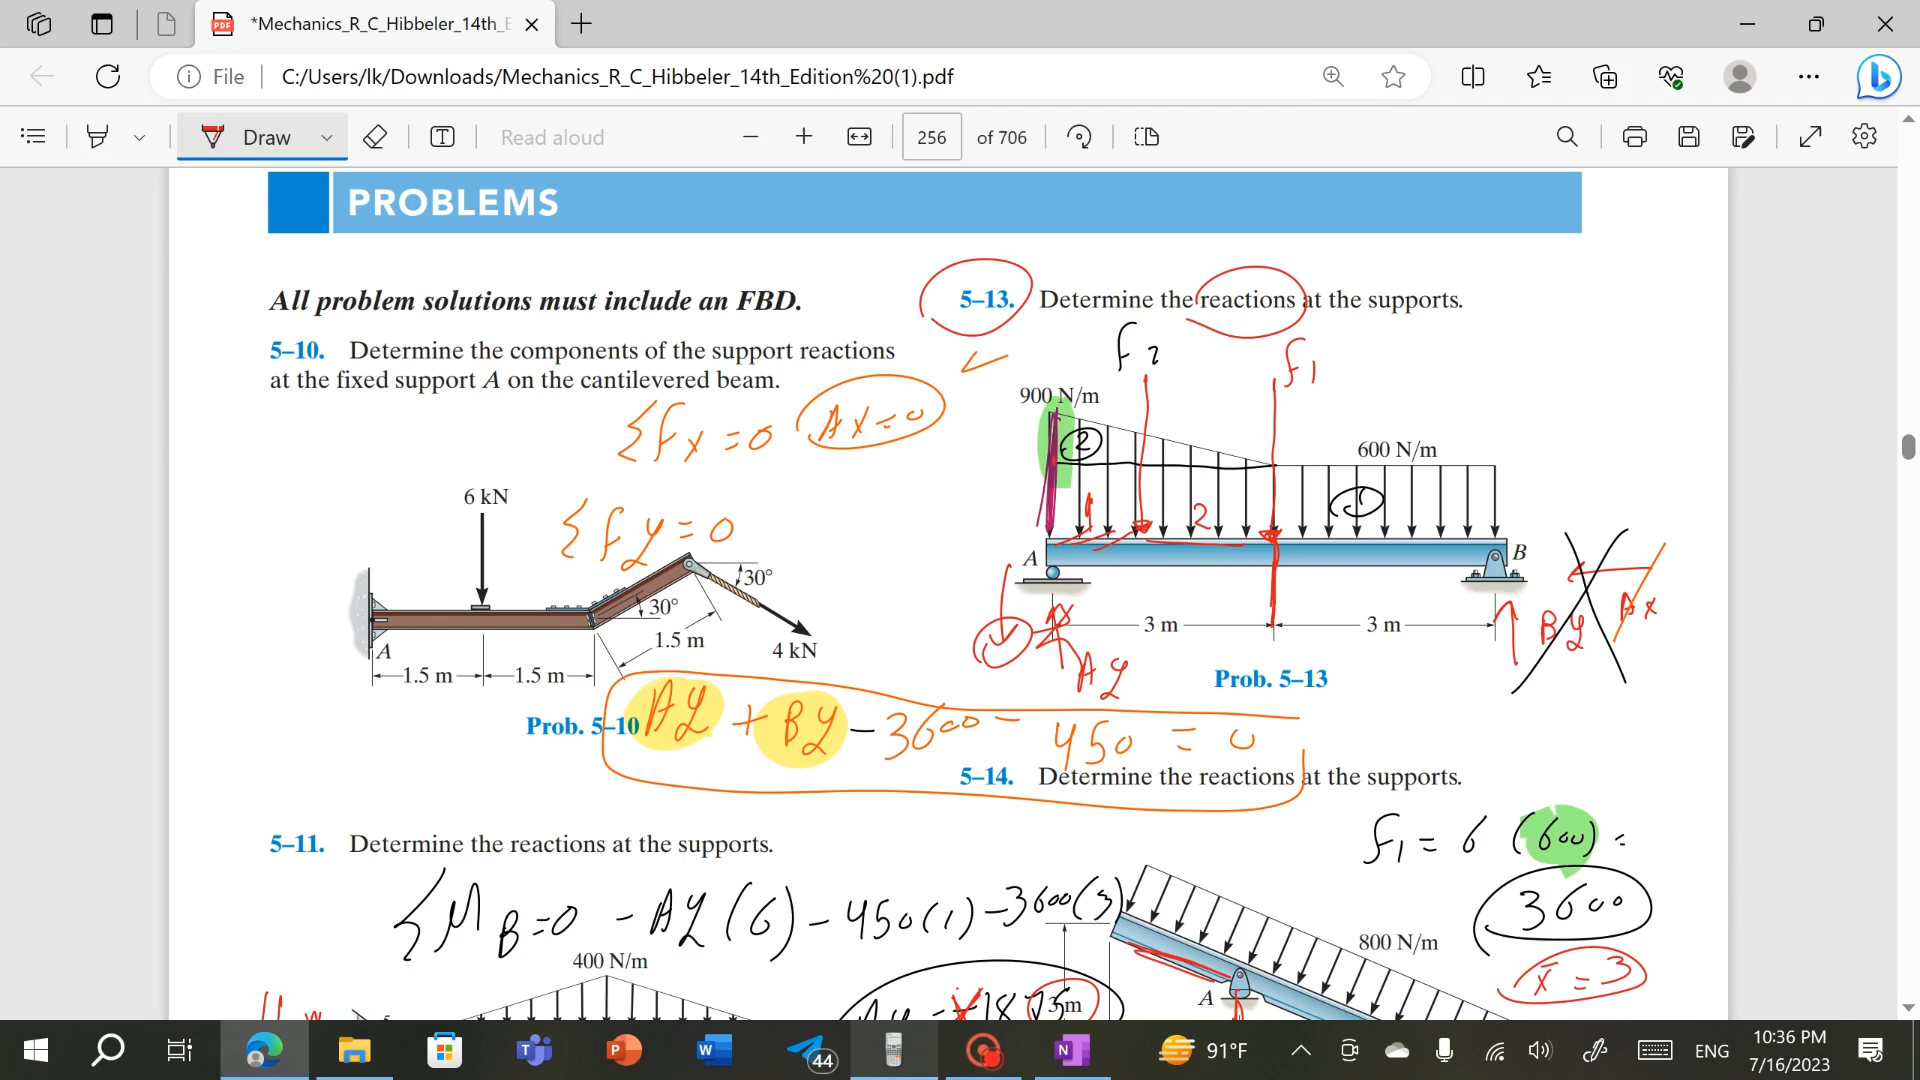 *Mechanics_R_C_Hibbeler_14th_E
File
C:/Users/lk/Downloads/Mechanics_R_C_Hibbeler_14th_Edition%20(1).pdf
Draw
Read aloud
256
of 706
PROBLEMS
All problem solutions must include an FBD.
5–10. Determine the components of the support reactions
at the fixed support A on the cantilevered beam.
Σfx = 0
Ax = 0
Σfy = 0
6 kN
30°
30°
1.5 m
4 kN
A
1.5 m
1.5 m
Prob. 5–10
Ay + By - 3600 - 450 = 0
5–11. Determine the reactions at the supports.
ΣMB = 0 - Ay (6) - 450(1) - 3600(3)
400 N/m
5–13. Determine the reactions at the supports.
f2
f1
900 N/m
2
600 N/m
1
1
2
A
B
3 m
3 m
Ay
By
Ax
Prob. 5–13
5–14. Determine the reactions at the supports.
f1 = 6 (600) =
3600
x̄ = 3
800 N/m
A
3 m
44
91°F
ENG
10:36 PM
7/16/2023